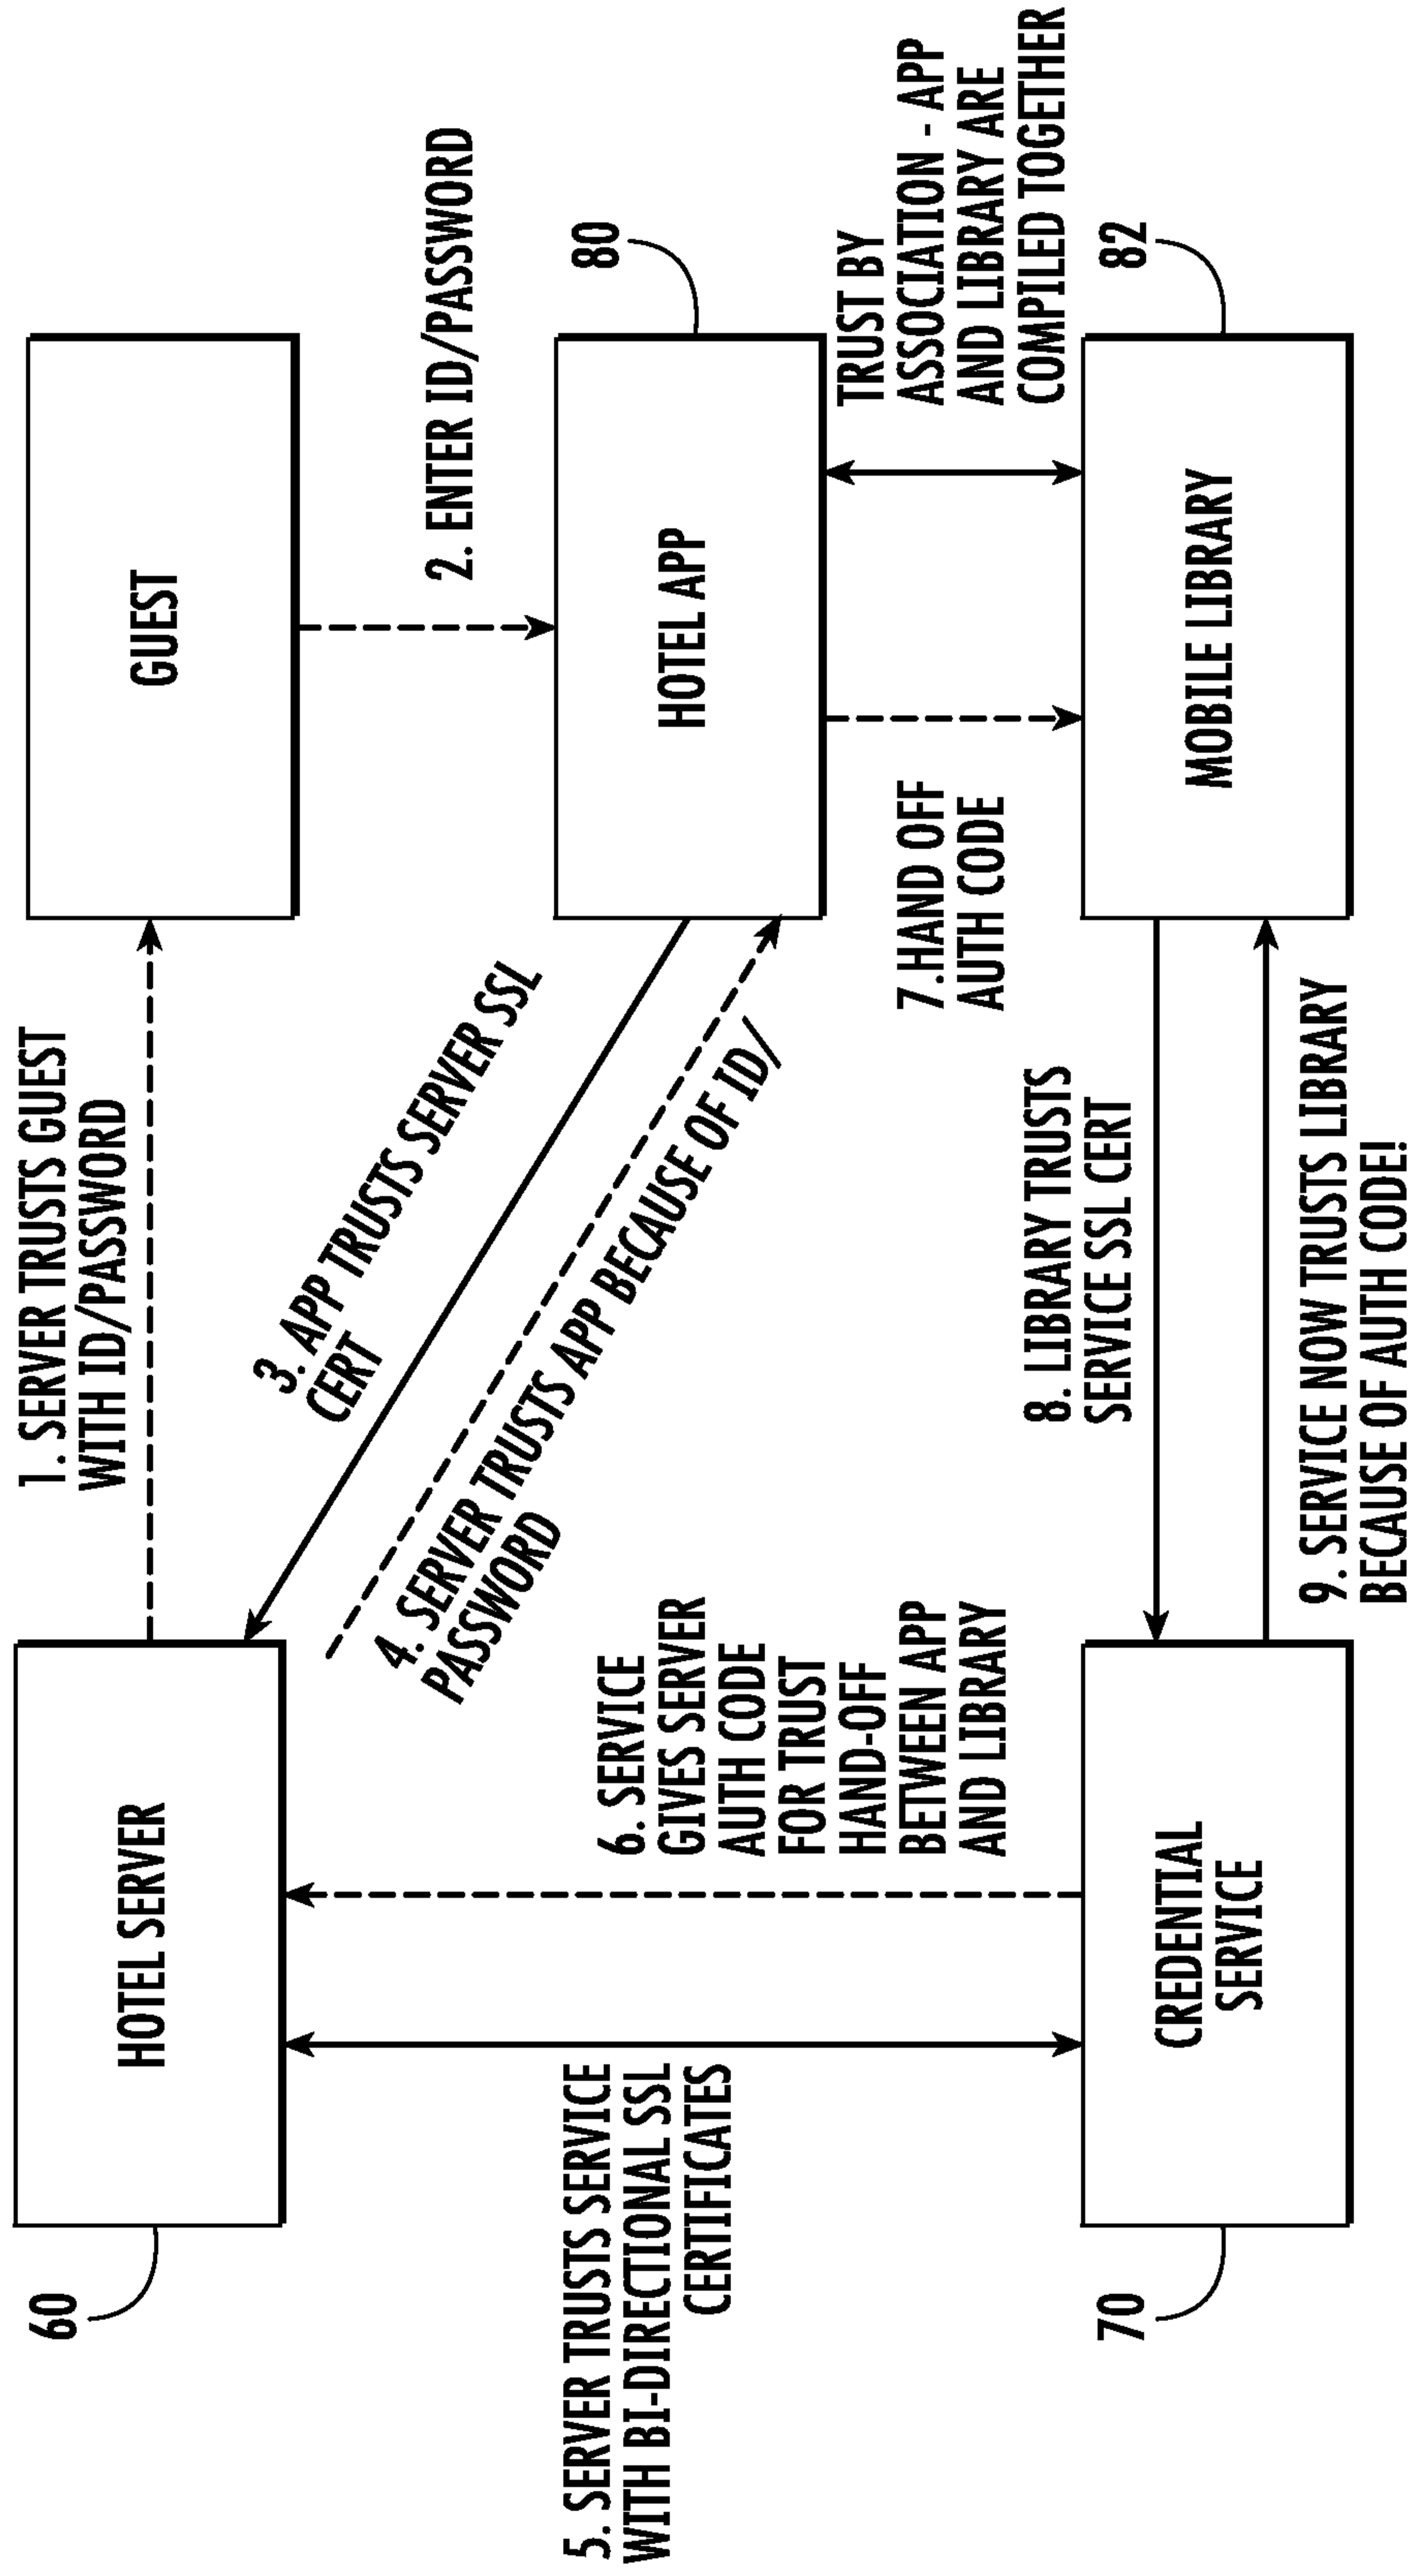 1. SERVER TRUSTS GUEST
WITH ID/PASSWORD
60
HOTEL SERVER
GUEST
3. APP TRUSTS SERVER SSL
CERT
2. ENTER ID/PASSWORD
4. SERVER TRUSTS APP BECAUSE OF ID/
PASSWORD
80
HOTEL APP
5. SERVER TRUSTS SERVICE
WITH BI-DIRECTIONAL SSL
CERTIFICATES
6. SERVICE
GIVES SERVER
AUTH CODE
FOR TRUST
HAND-OFF
BETWEEN APP
AND LIBRARY
7.HAND OFF
AUTH CODE
TRUST BY
ASSOCIATION - APP
AND LIBRARY ARE
COMPILED TOGETHER
8. LIBRARY TRUSTS
SERVICE SSL CERT
70
CREDENTIAL
SERVICE
MOBILE LIBRARY
82
9. SERVICE NOW TRUSTS LIBRARY
BECAUSE OF AUTH CODE!